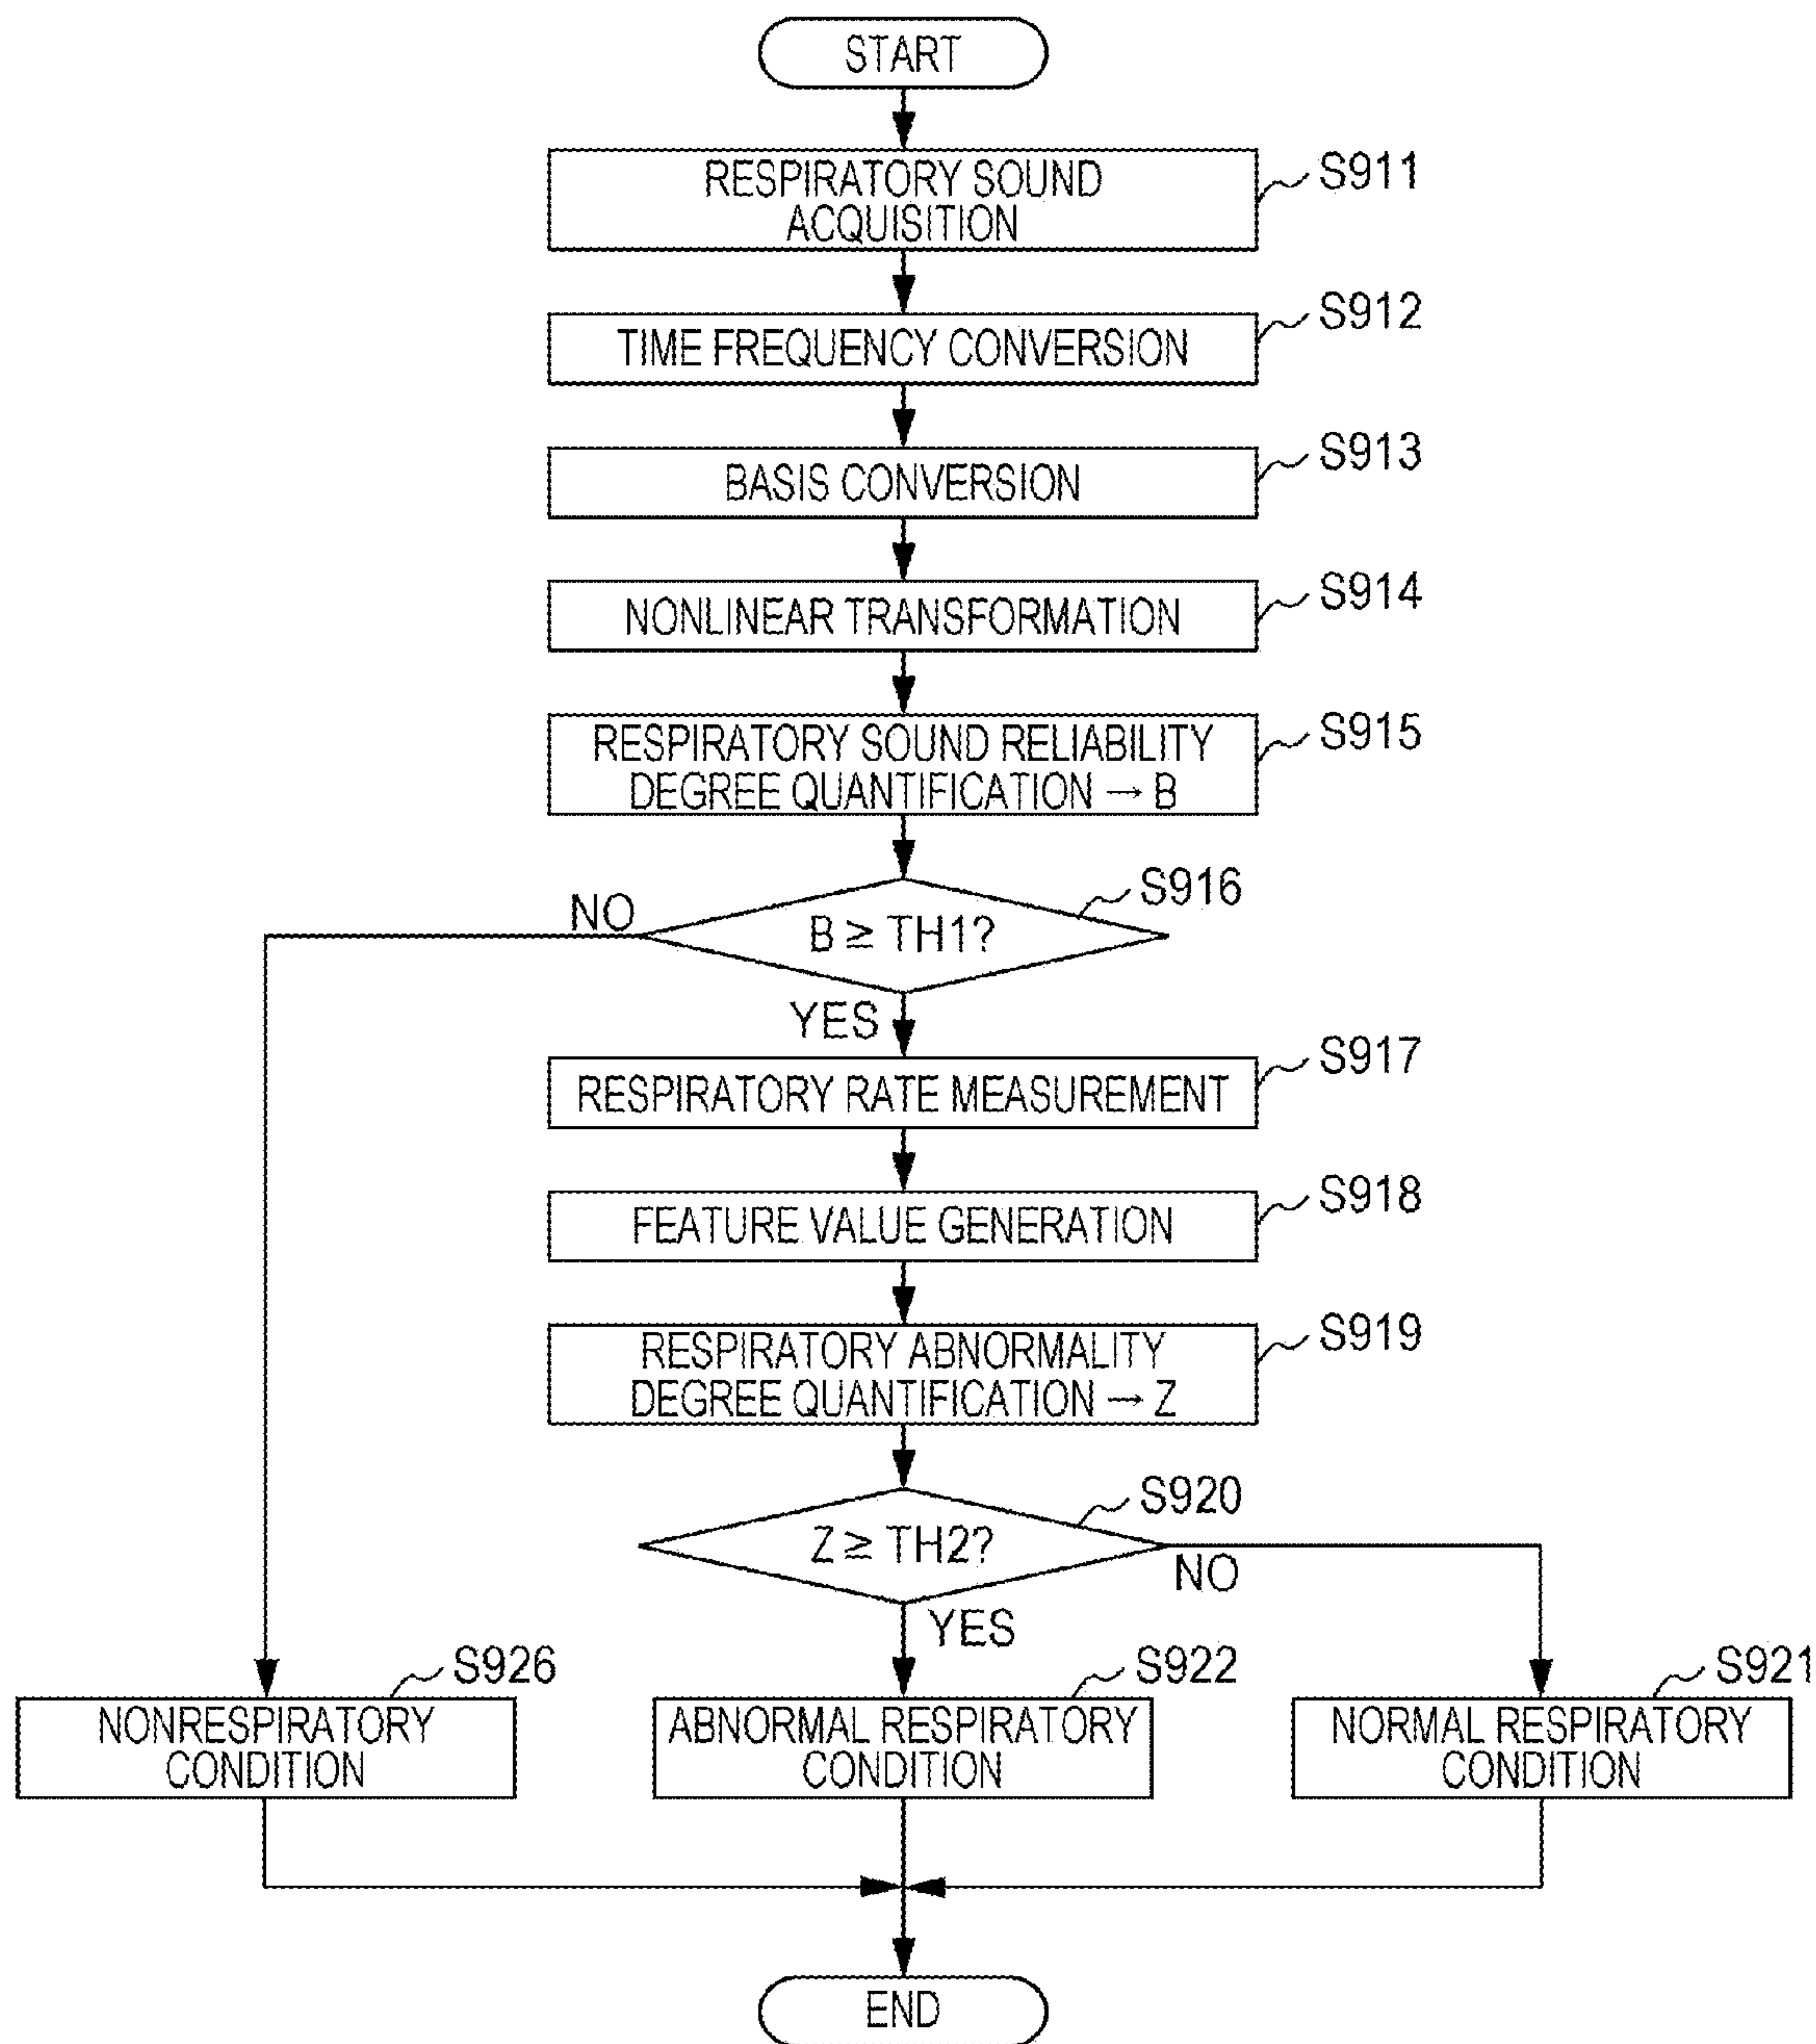 START
RESPIRATORY SOUND
ACQUISITION
S911
TIME FREQUENCY CONVERSION
S912
BASIS CONVERSION
S913
NONLINEAR TRANSFORMATION
S914
RESPIRATORY SOUND RELIABILITY
DEGREE QUANTIFICATION → B
S915
B ≧ TH1?
S916
NO
YES
RESPIRATORY RATE MEASUREMENT
S917
FEATURE VALUE GENERATION
S918
RESPIRATORY ABNORMALITY
DEGREE QUANTIFICATION → Z
S919
Z ≧ TH2?
S920
NO
YES
S926
NONRESPIRATORY
CONDITION
S922
ABNORMAL RESPIRATORY
CONDITION
S921
NORMAL RESPIRATORY
CONDITION
END